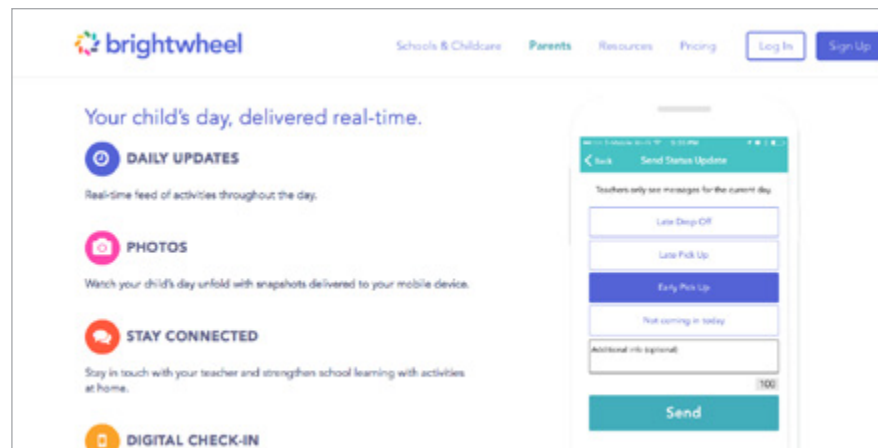 brightwheel
Schools & Childcare Parents Resources Pricing Log In Sign Up
Your child's day, delivered real-time.
DAILY UPDATES
Real-time feed of activities throughout the day.
PHOTOS
Watch your child's day unfold with snapshots delivered to your mobile device.
STAY CONNECTED
Stay in touch with your teacher and strengthen school learning with activities
at home.
DIGITAL CHECK-IN
Back Send Status Update
Teachers only see messages for the current day
Late Drop Off
Late Pick Up
Early Pick Up
Not coming in today
Additional info (optional)
100
Send